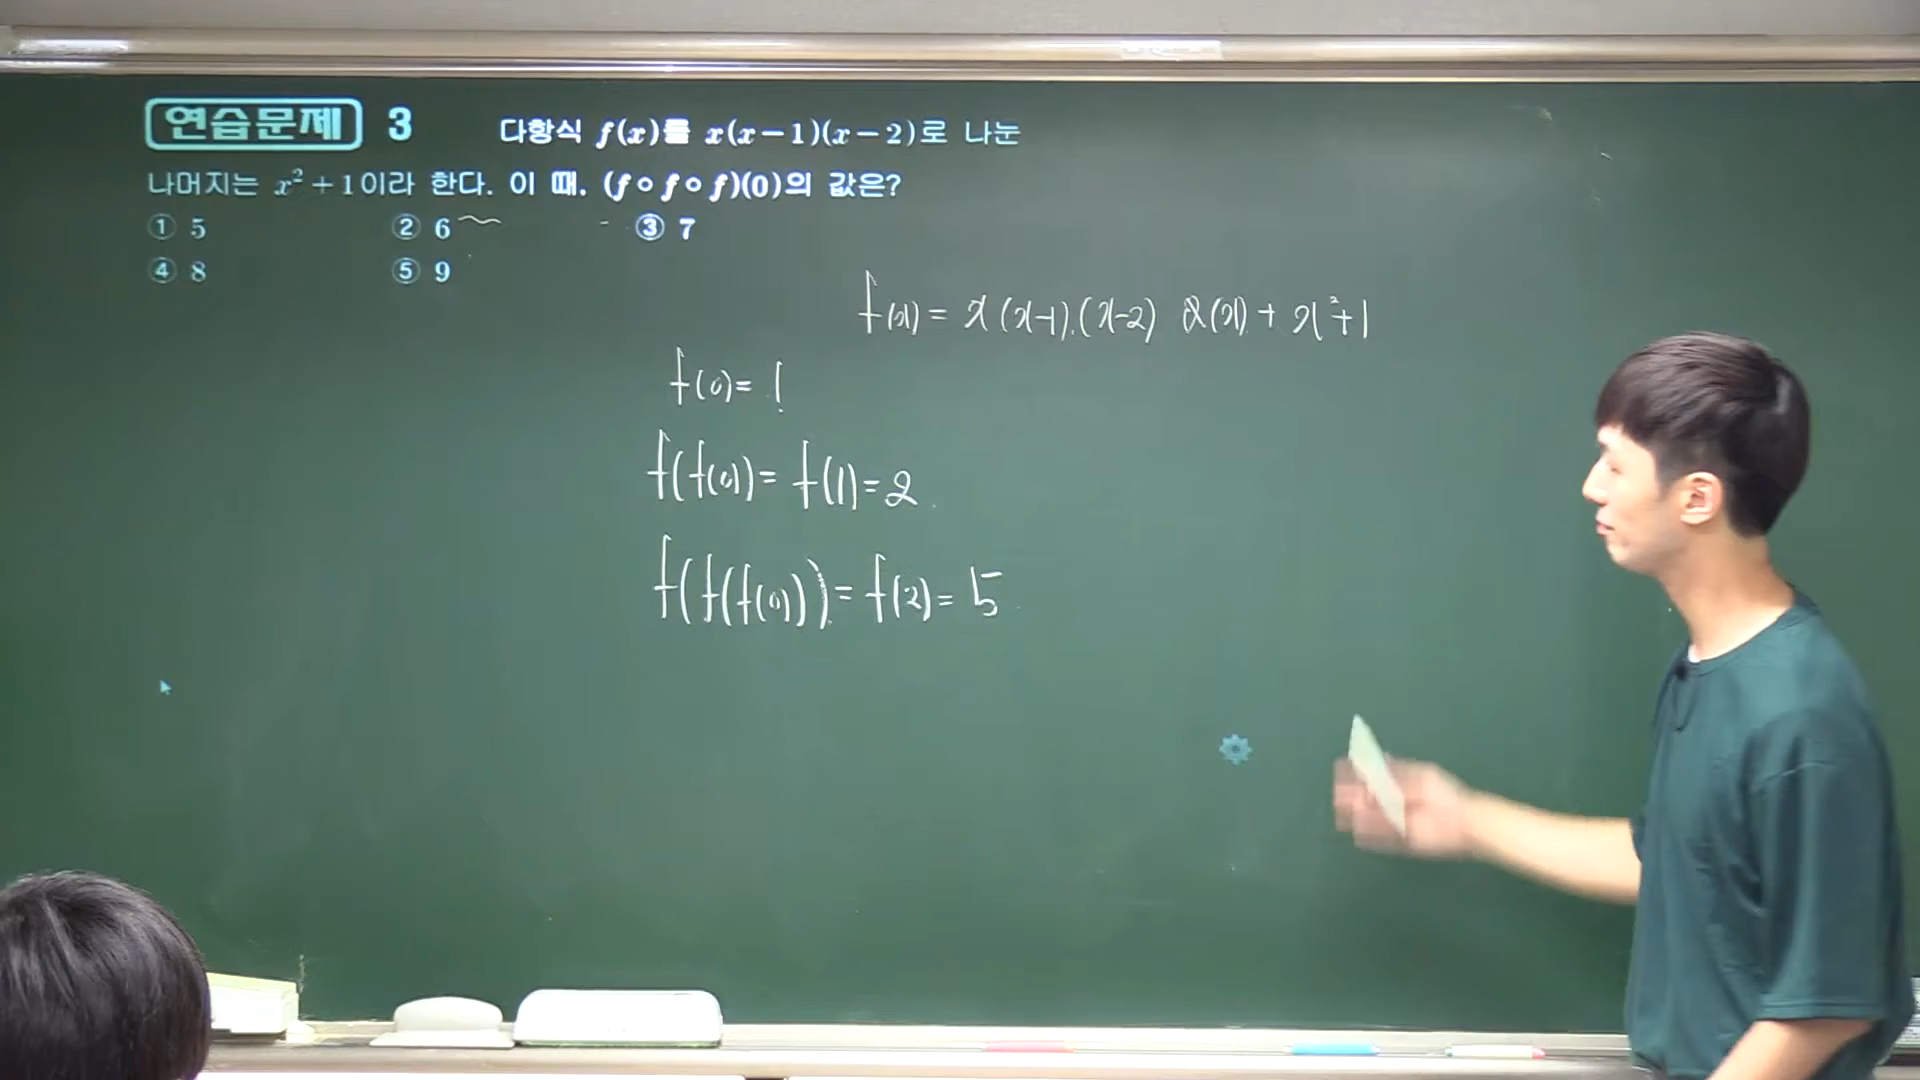 연습문제 3 다항식 f(x)를 x(x-1)(x-2)로 나눈
나머지는 x²+1이라 한다. 이 때, (f∘f∘f)(0)의 값은?
① 5 ② 6 ③ 7
④ 8 ⑤ 9
f(x) = x(x-1)(x-2) Q(x) + x²+1
f(0) = 1
f(f(0)) = f(1) = 2
f(f(f(0))) = f(2) = 5